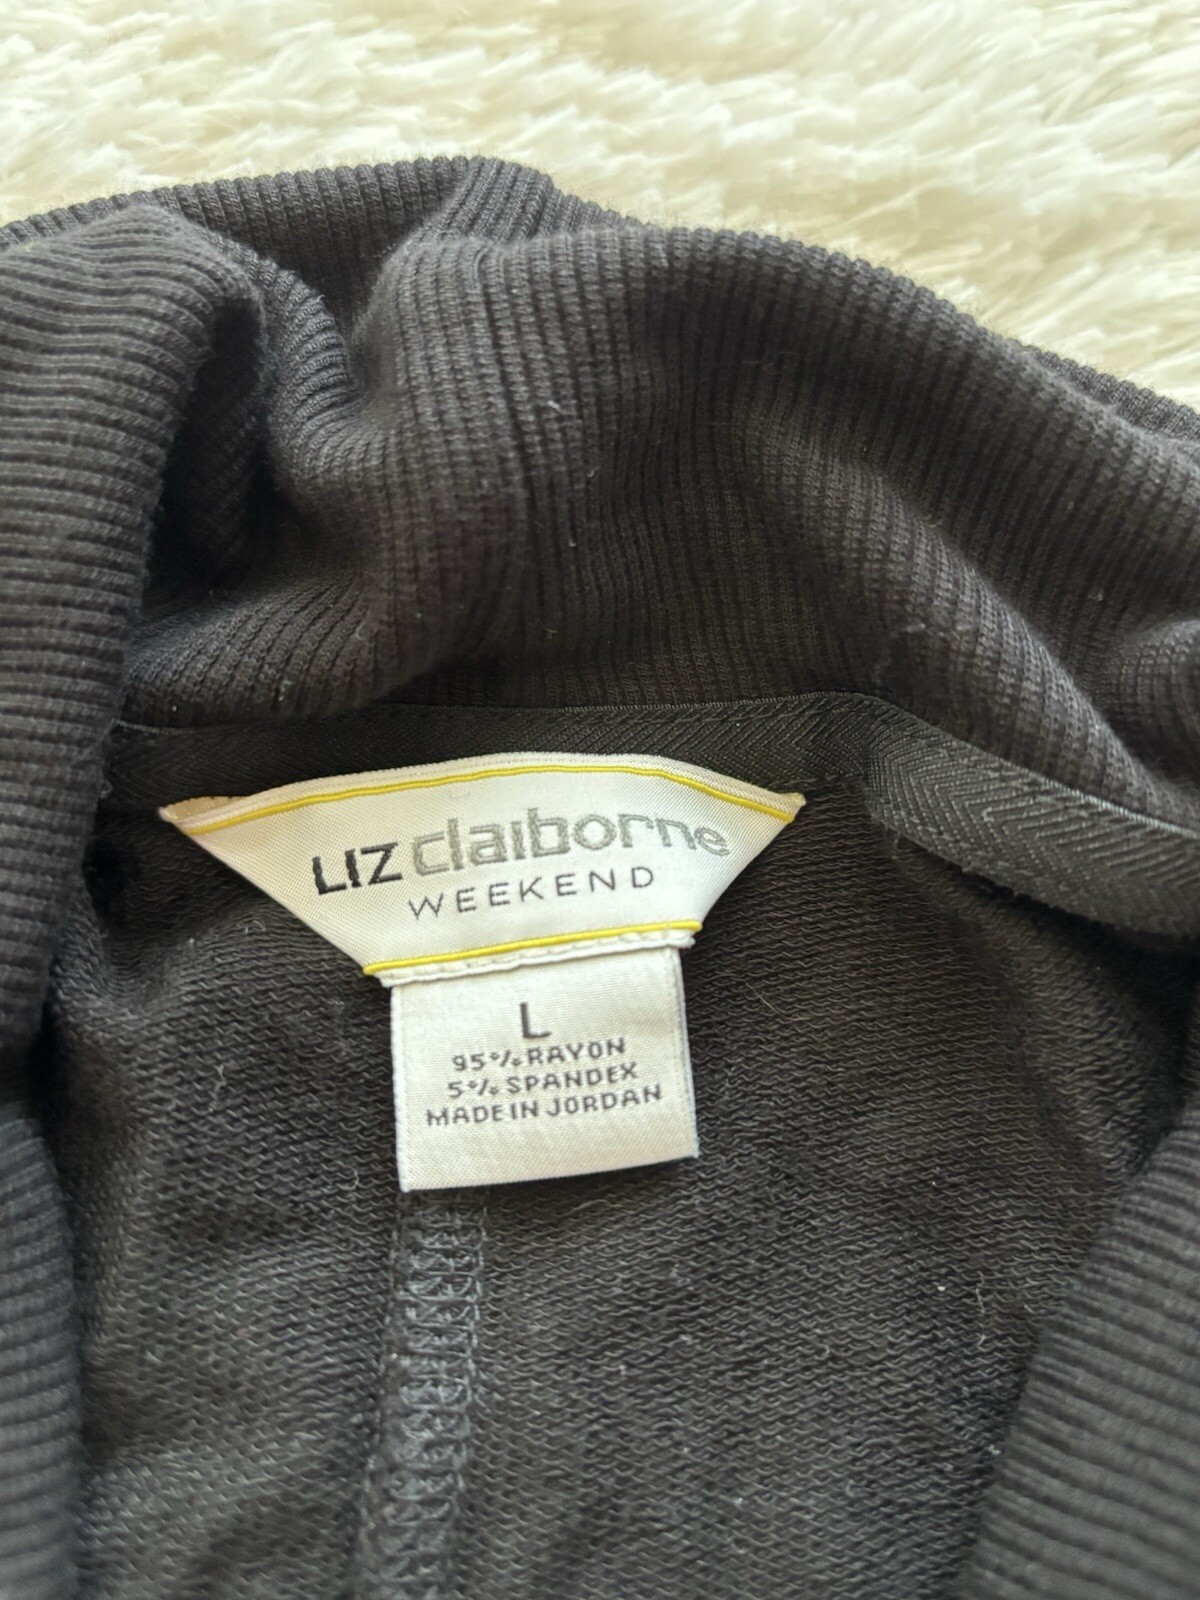 LIZ claiborne
WEEKEND
L
95% RAYON
5% SPANDEX
MADE IN JORDAN